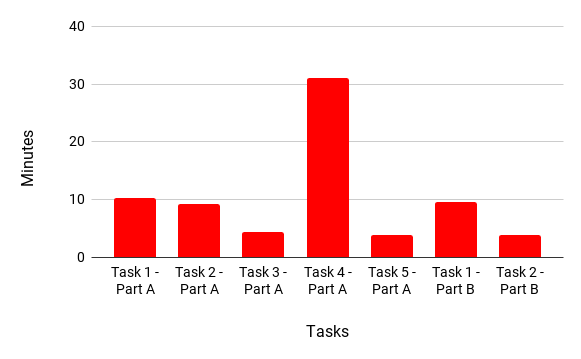 40
30
20
10
0
Minutes
Task 1 -
Part A
Task 2 -
Part A
Task 3 -
Part A
Task 4 -
Part A
Task 5 -
Part A
Task 1 -
Part B
Task 2 -
Part B
Tasks